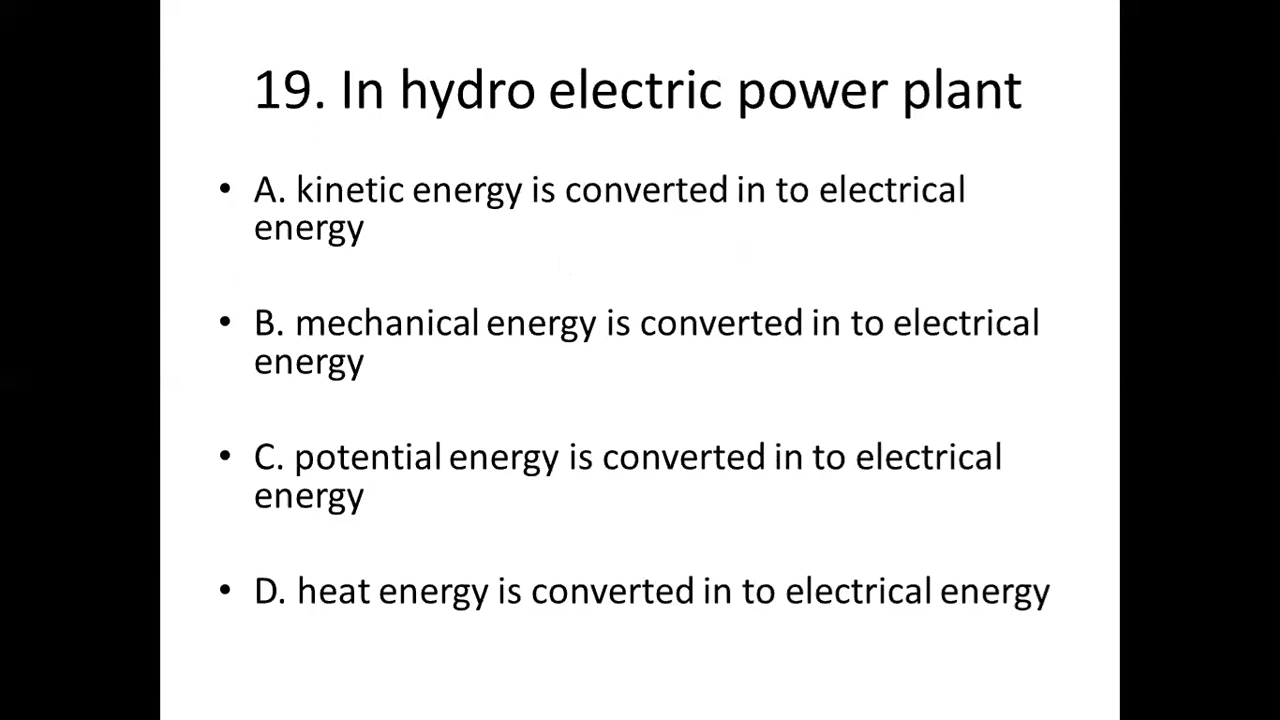 19. In hydro electric power plant
• A. kinetic energy is converted in to electrical
energy
• B. mechanical energy is converted in to electrical
energy
• C. potential energy is converted in to electrical
energy
• D. heat energy is converted in to electrical energy